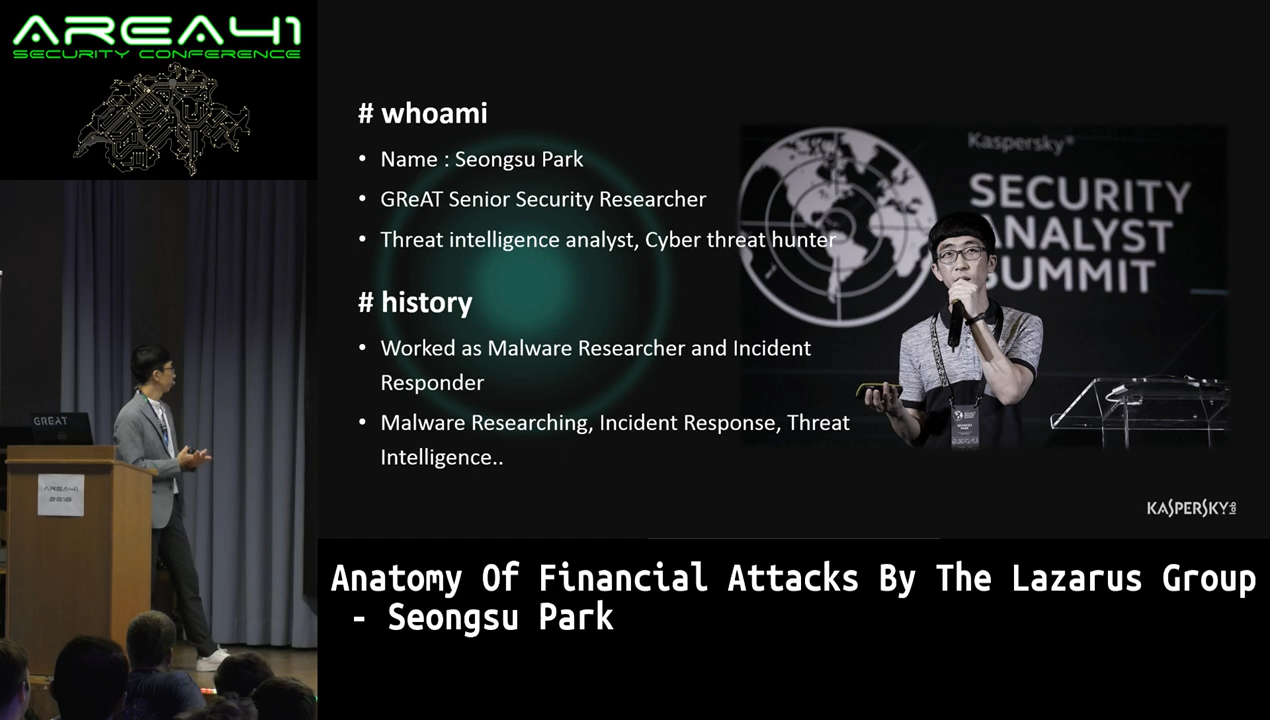 AREA41
SECURITY CONFERENCE
# whoami
• Name : Seongsu Park
• GReAT Senior Security Researcher
• Threat intelligence analyst, Cyber threat hunter
# history
• Worked as Malware Researcher and Incident
Responder
• Malware Researching, Incident Response, Threat
Intelligence..
Kaspersky®
SECURITY
ANALYST
SUMMIT
KASPERSKY lab
GREAT
AREA41
2018
Anatomy Of Financial Attacks By The Lazarus Group
- Seongsu Park